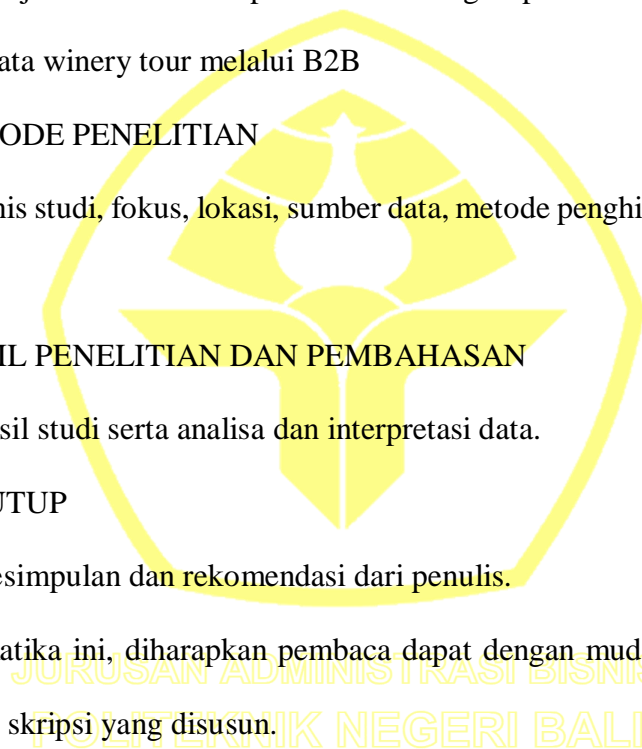 ata winery tour melalui B2B
ODE PENELITIAN
nis studi, fokus, lokasi, sumber data, metode penghi
IL PENELITIAN DAN PEMBAHASAN
sil studi serta analisa dan interpretasi data.
UTUP
esimpulan dan rekomendasi dari penulis.
atika ini, diharapkan pembaca dapat dengan mud
JURUSAN ADMINISTRASI BISNIS
skripsi yang disusun.
POLITEKNIK NEGERI BALI